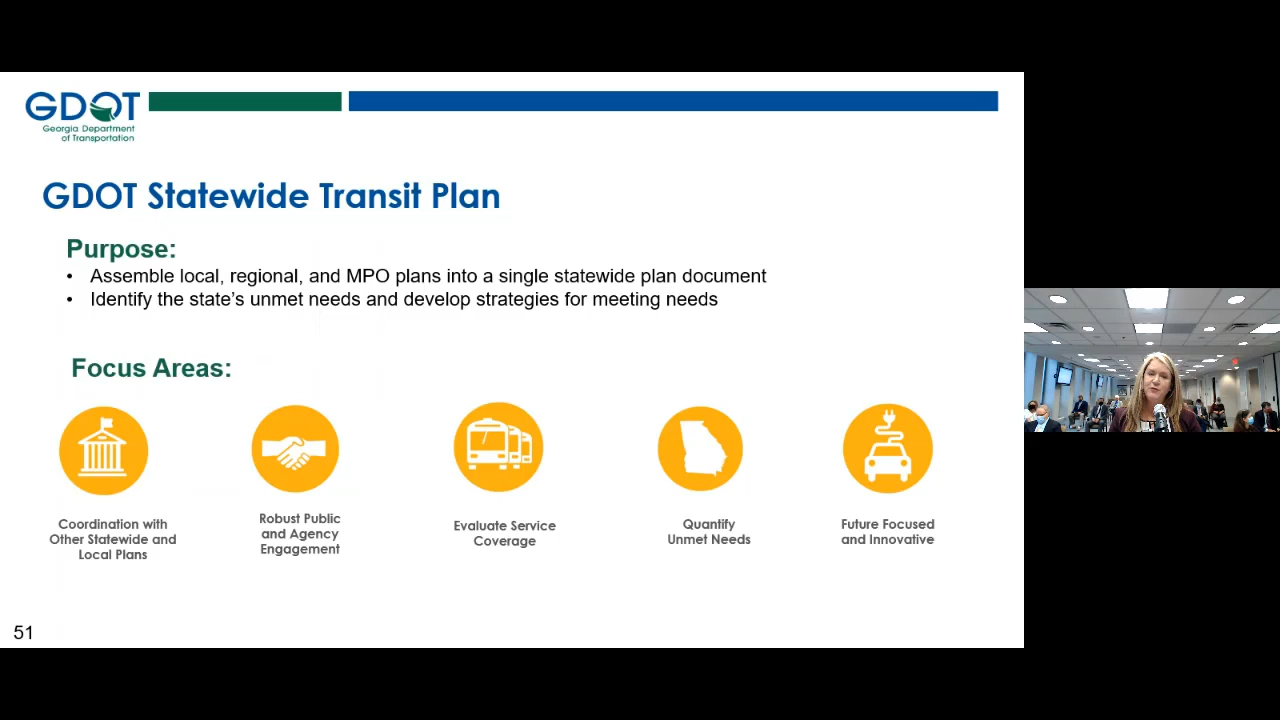 GDOT
Georgia Department
of Transportation
GDOT Statewide Transit Plan
Purpose:
• Assemble local, regional, and MPO plans into a single statewide plan document
• Identify the state's unmet needs and develop strategies for meeting needs
Focus Areas:
Coordination with
Other Statewide and
Local Plans
Robust Public
and Agency
Engagement
Evaluate Service
Coverage
Quantify
Unmet Needs
Future Focused
and Innovative
51